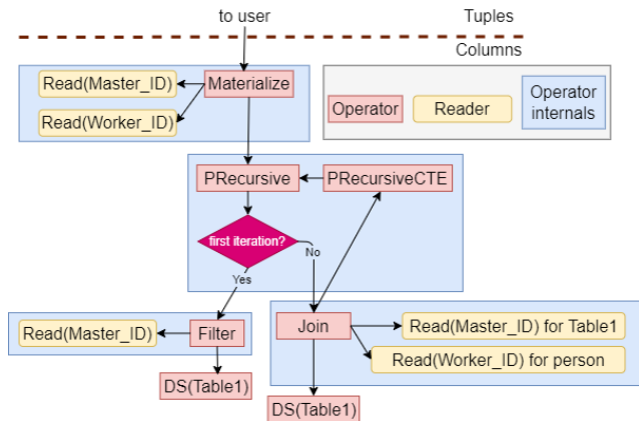 to user
Tuples
Columns
Read(Master_ID)
Materialize
Read(Worker_ID)
Operator
Reader
Operator
internals
PRecursive
PRecursiveCTE
first iteration?
No
Yes
Read(Master_ID)
Filter
Join
Read(Master_ID) for Table1
Read(Worker_ID) for person
DS(Table1)
DS(Table1)